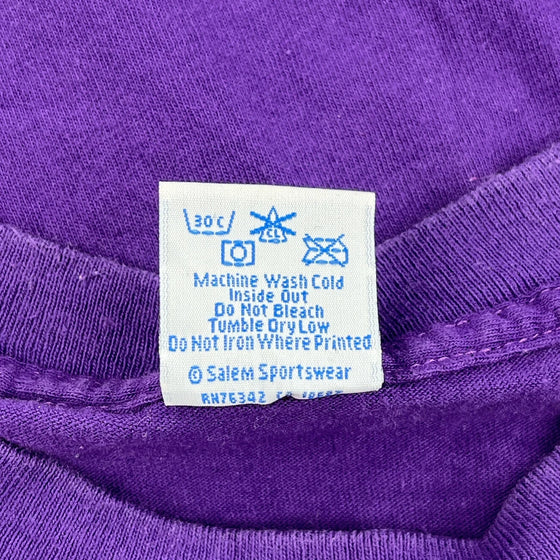 30C
CL
Machine Wash Cold
Inside Out
Do Not Bleach
Tumble Dry Low
Do Not Iron Where Printed
© Salem Sportswear
RN76342